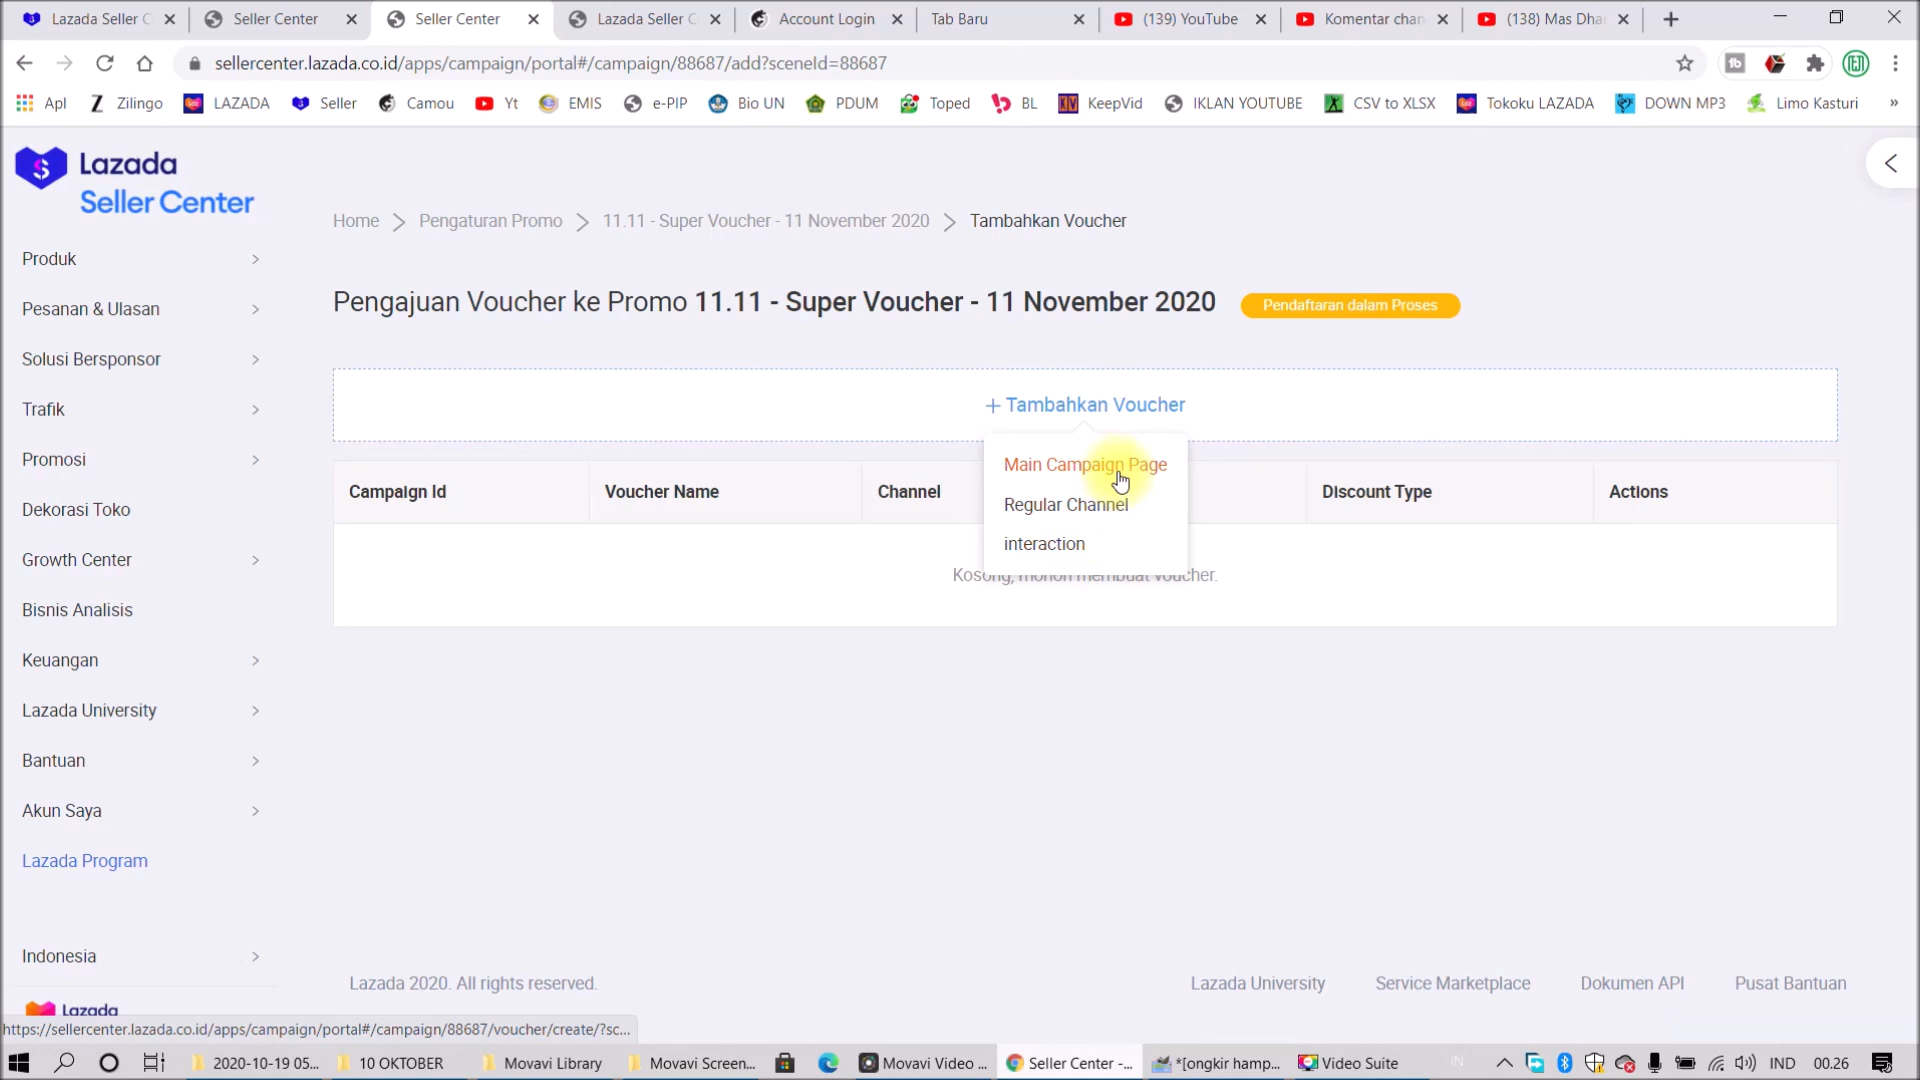 Lazada Seller C
Seller Center
Seller Center
Lazada Seller C
Account Login
Tab Baru
(139) YouTube
Komentar chan
(138) Mas Dha
sellercenter.lazada.co.id/apps/campaign/portal#/campaign/88687/add?sceneId=88687
Apl
Zilingo
LAZADA
Seller
Camou
Yt
EMIS
e-PIP
Bio UN
PDUM
Toped
BL
KeepVid
IKLAN YOUTUBE
CSV to XLSX
Tokoku LAZADA
DOWN MP3
Limo Kasturi
»
Lazada
Seller Center
Home > Pengaturan Promo > 11.11 - Super Voucher - 11 November 2020 > Tambahkan Voucher
Pengajuan Voucher ke Promo 11.11 - Super Voucher - 11 November 2020
Pendaftaran dalam Proses
+ Tambahkan Voucher
Main Campaign Page
Regular Channel
interaction
Campaign Id
Voucher Name
Channel
Discount Type
Actions
Kosong, mohon membuat voucher.
Produk
Pesanan & Ulasan
Solusi Bersponsor
Trafik
Promosi
Dekorasi Toko
Growth Center
Bisnis Analisis
Keuangan
Lazada University
Bantuan
Akun Saya
Lazada Program
Indonesia
Lazada
Lazada 2020. All rights reserved.
Lazada University
Service Marketplace
Dokumen API
Pusat Bantuan
https://sellercenter.lazada.co.id/apps/campaign/portal#/campaign/88687/voucher/create/?sc...
2020-10-19 05...
10 OKTOBER
Movavi Library
Movavi Screen...
Movavi Video ...
Seller Center -...
*[ongkir hamp...
Video Suite
IN
IND
00.26